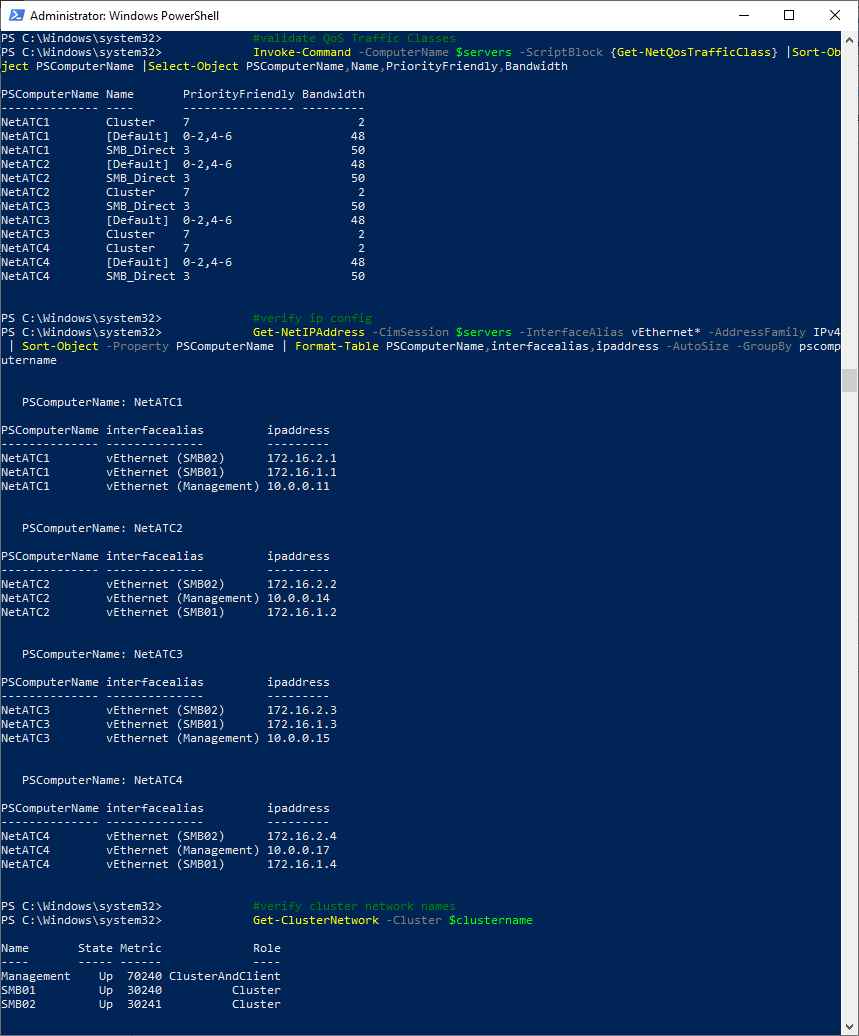 Administrator: Windows PowerShell
PS C:\Windows\system32>             #validate QoS Traffic Classes
PS C:\Windows\system32>             Invoke-Command -ComputerName $servers -ScriptBlock {Get-NetQosTrafficClass} |Sort-Ob
ject PSComputerName |Select-Object PSComputerName,Name,PriorityFriendly,Bandwidth
PSComputerName Name       PriorityFriendly Bandwidth
-------------- ----       ---------------- ---------
NetATC1        Cluster    7                        2
NetATC1        [Default]  0-2,4-6                 48
NetATC1        SMB_Direct 3                       50
NetATC2        [Default]  0-2,4-6                 48
NetATC2        SMB_Direct 3                       50
NetATC2        Cluster    7                        2
NetATC3        SMB_Direct 3                       50
NetATC3        [Default]  0-2,4-6                 48
NetATC3        Cluster    7                        2
NetATC4        Cluster    7                        2
NetATC4        [Default]  0-2,4-6                 48
NetATC4        SMB_Direct 3                       50
PS C:\Windows\system32>             #verify ip config
PS C:\Windows\system32>             Get-NetIPAddress -CimSession $servers -InterfaceAlias vEthernet* -AddressFamily IPv4
 | Sort-Object -Property PSComputerName | Format-Table PSComputerName,interfacealias,ipaddress -AutoSize -GroupBy pscomp
utername
   PSComputerName: NetATC1
PSComputerName interfacealias         ipaddress
-------------- --------------         ---------
NetATC1        vEthernet (SMB02)      172.16.2.1
NetATC1        vEthernet (SMB01)      172.16.1.1
NetATC1        vEthernet (Management) 10.0.0.11
   PSComputerName: NetATC2
PSComputerName interfacealias         ipaddress
-------------- --------------         ---------
NetATC2        vEthernet (SMB02)      172.16.2.2
NetATC2        vEthernet (Management) 10.0.0.14
NetATC2        vEthernet (SMB01)      172.16.1.2
   PSComputerName: NetATC3
PSComputerName interfacealias         ipaddress
-------------- --------------         ---------
NetATC3        vEthernet (SMB02)      172.16.2.3
NetATC3        vEthernet (SMB01)      172.16.1.3
NetATC3        vEthernet (Management) 10.0.0.15
   PSComputerName: NetATC4
PSComputerName interfacealias         ipaddress
-------------- --------------         ---------
NetATC4        vEthernet (SMB02)      172.16.2.4
NetATC4        vEthernet (Management) 10.0.0.17
NetATC4        vEthernet (SMB01)      172.16.1.4
PS C:\Windows\system32>             #verify cluster network names
PS C:\Windows\system32>             Get-ClusterNetwork -Cluster $clustername
Name       State Metric             Role
----       ----- ------             ----
Management    Up  70240 ClusterAndClient
SMB01         Up  30240          Cluster
SMB02         Up  30241          Cluster